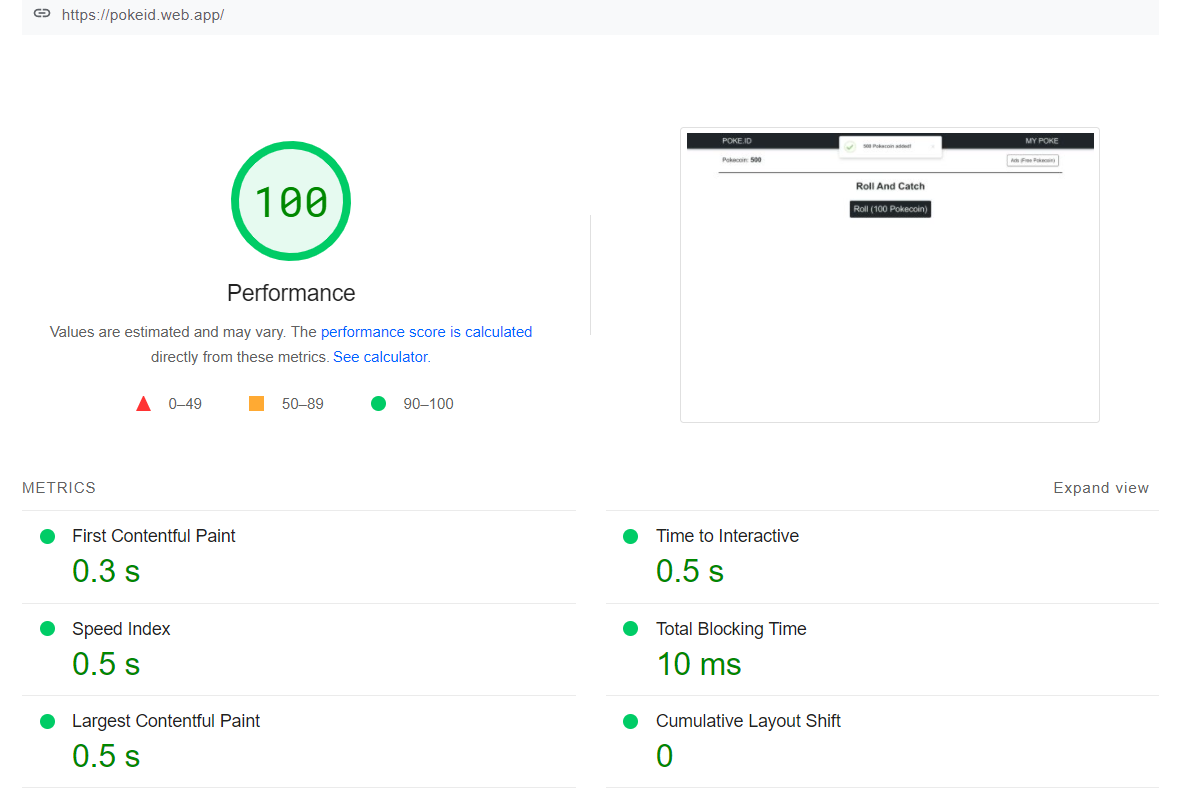 https://pokeid.web.app/
100
Performance
Values are estimated and may vary. The performance score is calculated
directly from these metrics. See calculator.
0–49
50–89
90–100
POKE.ID
500 Pokecoin added!
MY POKE
Pokecoin: 500
Ads (Free Pokecoin)
Roll And Catch
Roll (100 Pokecoin)
METRICS
Expand view
First Contentful Paint
0.3 s
Time to Interactive
0.5 s
Speed Index
0.5 s
Total Blocking Time
10 ms
Largest Contentful Paint
0.5 s
Cumulative Layout Shift
0